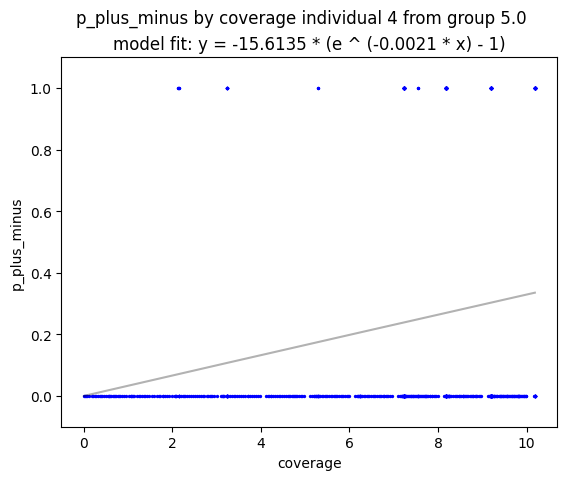 p_plus_minus by coverage individual 4 from group 5.0
model fit: y = -15.6135 * (e ^ (-0.0021 * x) - 1)
1.0
0.8
0.6
0.4
0.2
0.0
p_plus_minus
0 2 4 6 8 10
coverage